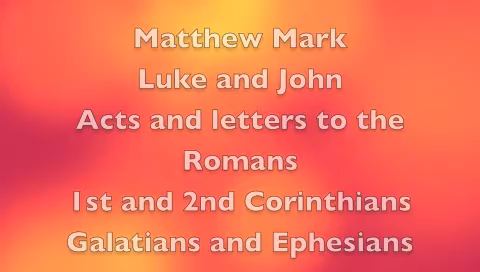 Matthew Mark
Luke and John
Acts and letters to the
Romans
1st and 2nd Corinthians
Galatians and Ephesians